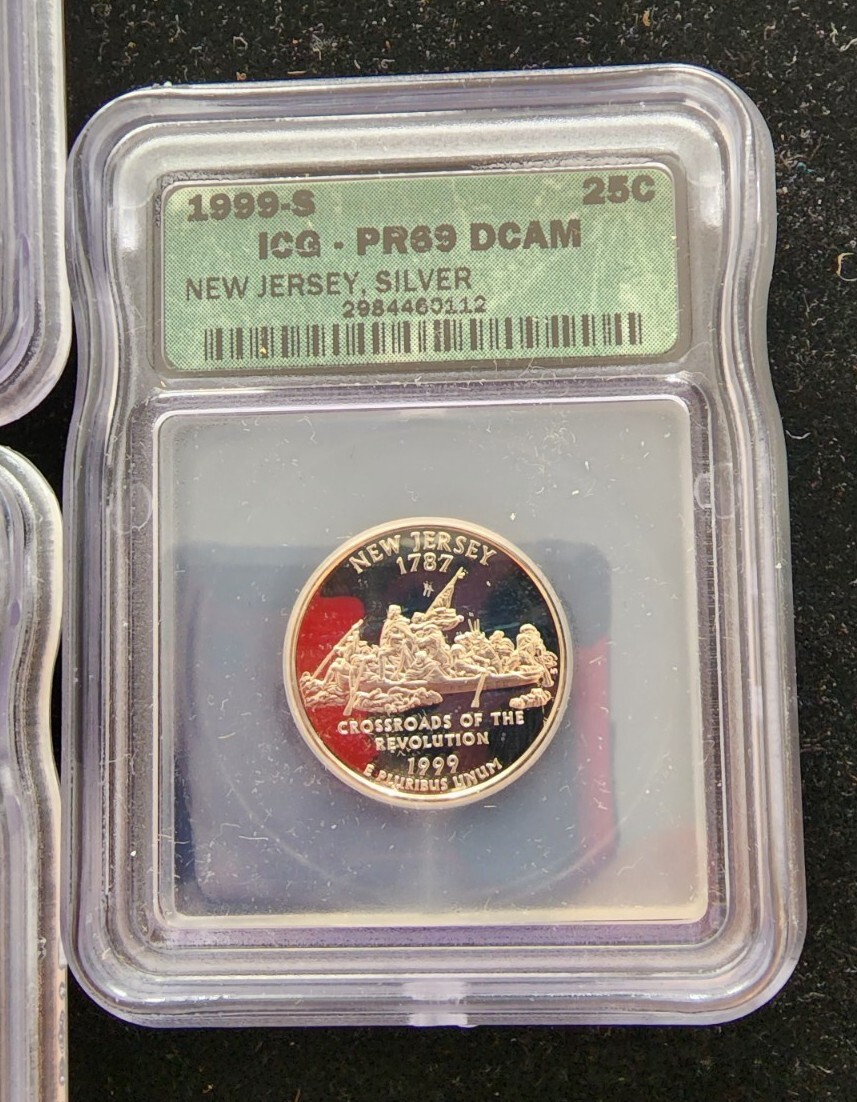 1999-S 25C
ICG - PR69 DCAM
NEW JERSEY, SILVER
2984460112
NEW JERSEY
1787
CROSSROADS OF THE
REVOLUTION
1999
E PLURIBUS UNUM